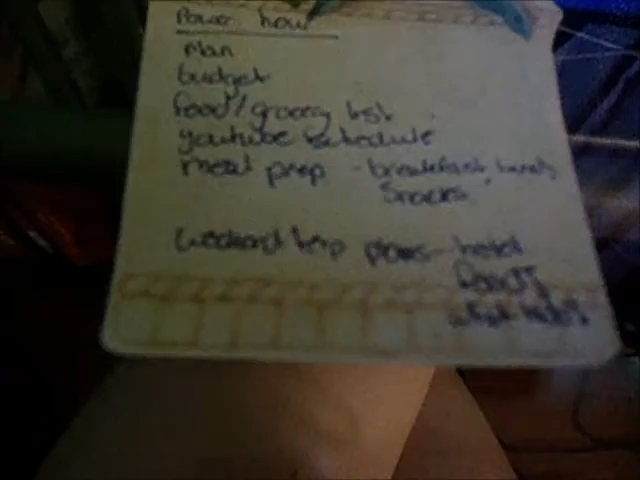 Power hour
Plan
budget
food/grocery list
youtube schedule
meal prep - breakfast, lunch,
Snacks
Weekend trip plans - hotel